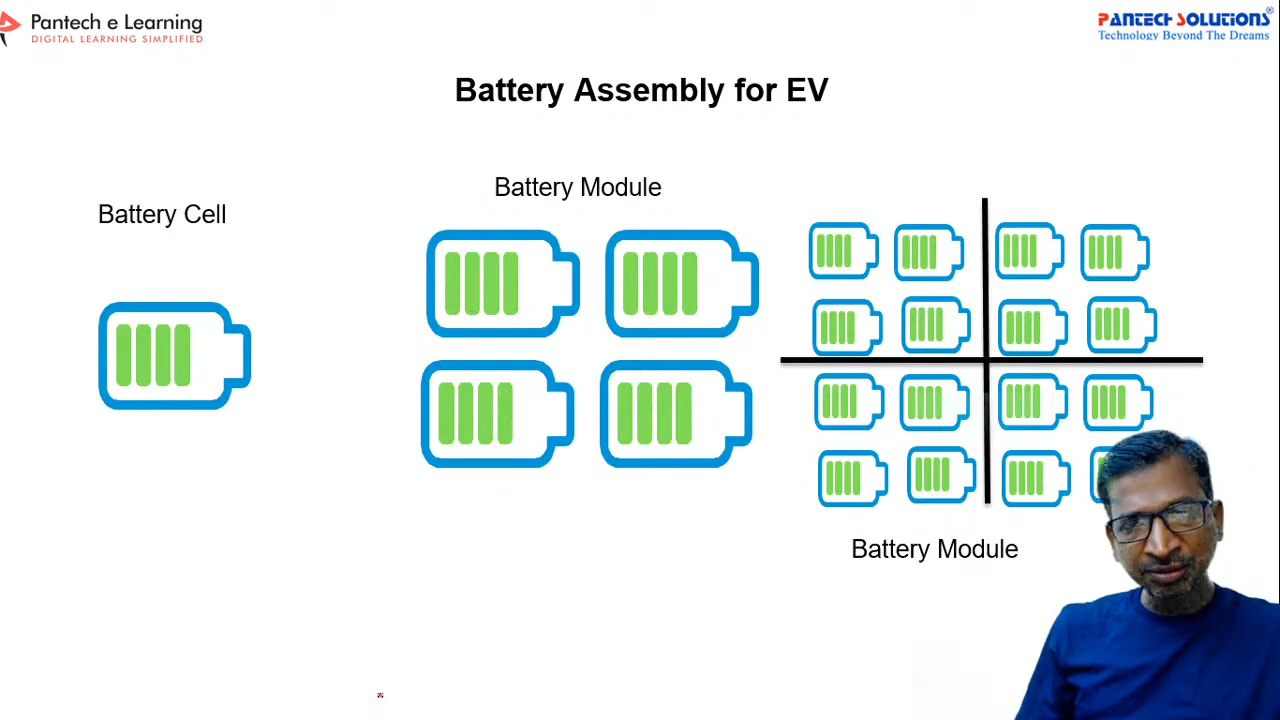 Pantech e Learning
DIGITAL LEARNING SIMPLIFIED
PANTECH SOLUTIONS®
Technology Beyond The Dreams
Battery Assembly for EV
Battery Cell
Battery Module
Battery Module